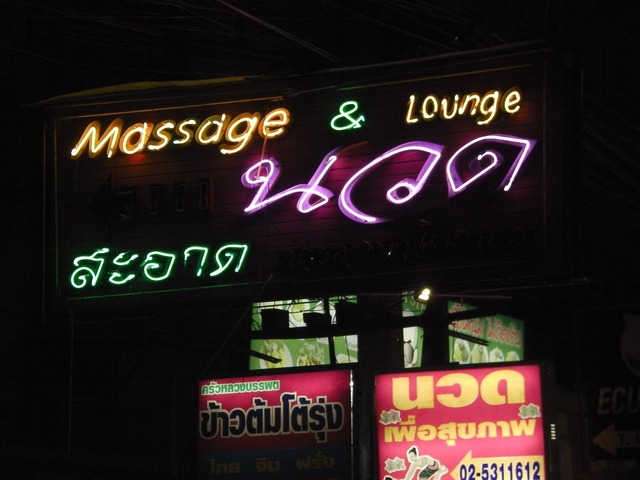 Massage & Lounge
นวด
สะอาด
ครัวหลวงบรรพต
ข้าวต้มโต้รุ่ง
ไทย จีน ฝรั่ง
นวด
เพื่อสุขภาพ
02-5311612